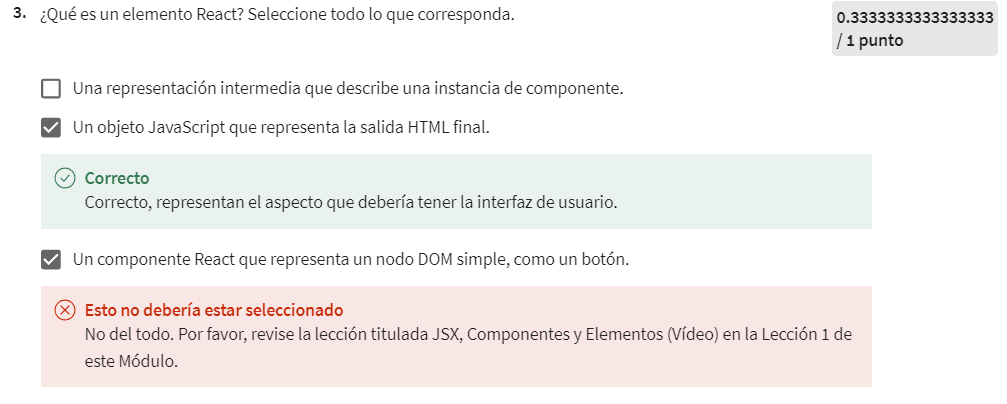 3. ¿Qué es un elemento React? Seleccione todo lo que corresponda.
0.3333333333333333
/ 1 punto
Una representación intermedia que describe una instancia de componente.
Un objeto JavaScript que representa la salida HTML final.
Correcto
Correcto, representan el aspecto que debería tener la interfaz de usuario.
Un componente React que representa un nodo DOM simple, como un botón.
Esto no debería estar seleccionado
No del todo. Por favor, revise la lección titulada JSX, Componentes y Elementos (Vídeo) en la Lección 1 de
este Módulo.